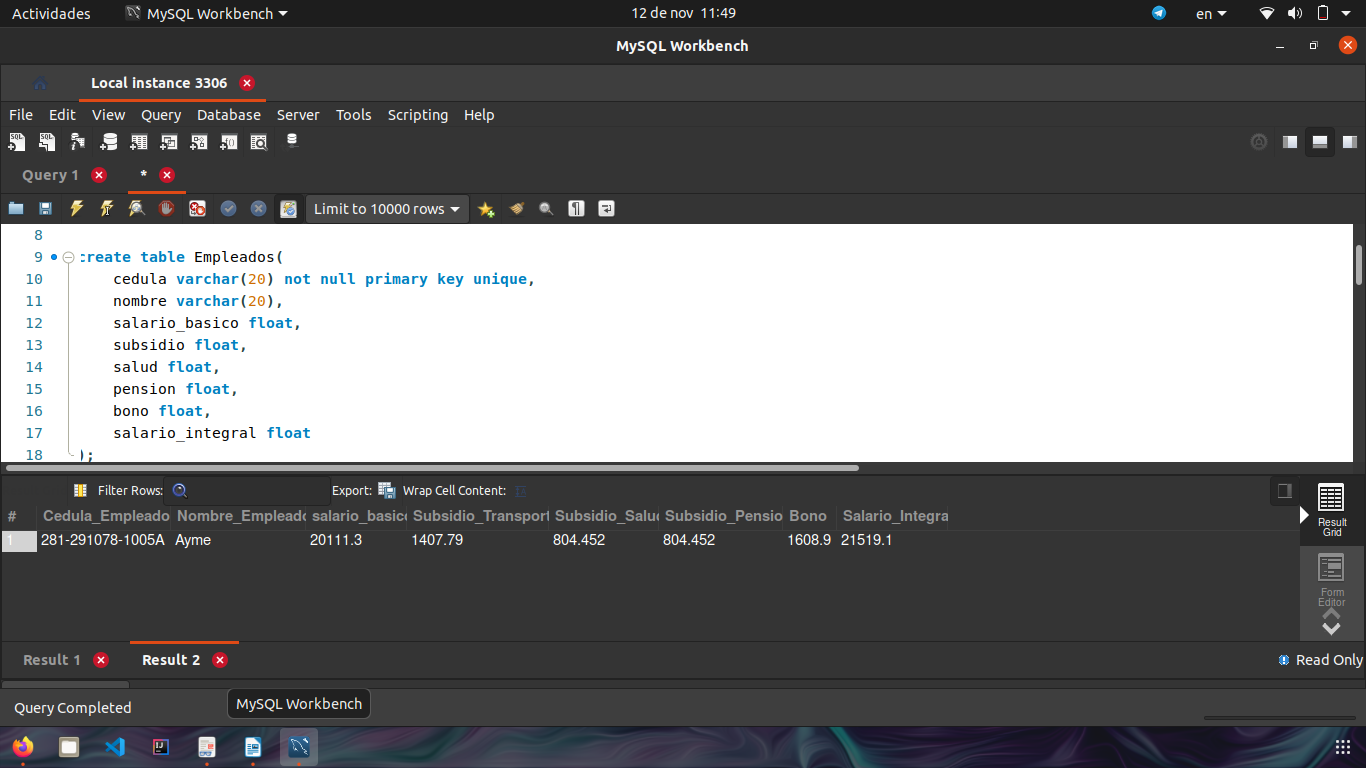 Actividades MySQL Workbench 12 de nov 11:49 en
MySQL Workbench
Local instance 3306
File Edit View Query Database Server Tools Scripting Help
Query 1 *
Limit to 10000 rows
8
9 create table Empleados(
10 cedula varchar(20) not null primary key unique,
11 nombre varchar(20),
12 salario_basico float,
13 subsidio float,
14 salud float,
15 pension float,
16 bono float,
17 salario_integral float
18 );
Filter Rows: Export: Wrap Cell Content:
# Cedula_Empleado Nombre_Empleado salario_basico Subsidio_Transport Subsidio_Salud Subsidio_Pensio Bono Salario_Integra
1 281-291078-1005A Ayme 20111.3 1407.79 804.452 804.452 1608.9 21519.1
Result
Grid
Form
Editor
Result 1 Result 2 Read Only
Query Completed
MySQL Workbench